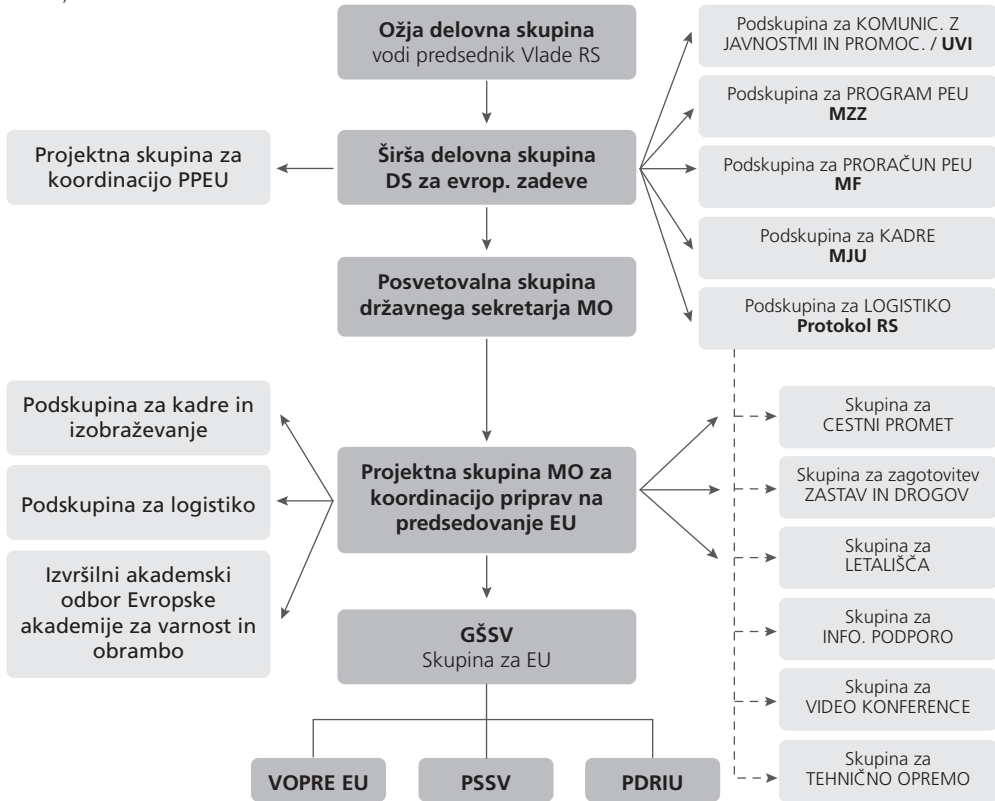 Ožja delovna skupina
vodi predsednik Vlade RS
Širša delovna skupina
DS za evrop. zadeve
Projektna skupina za
koordinacijo PPEU
Posvetovalna skupina
državnega sekretarja MO
Podskupina za KOMUNIC. Z
JAVNOSTMI IN PROMOC. / UVI
Podskupina za PROGRAM PEU
MZZ
Podskupina za PRORAČUN PEU
MF
Podskupina za KADRE
MJU
Podskupina za LOGISTIKO
Protokol RS
Podskupina za kadre in
izobraževanje
Podskupina za logistiko
Izvršilni akademski
odbor Evropske
akademije za varnost in
obrambo
Projektna skupina MO za
koordinacijo priprav na
predsedovanje EU
GŠSV
Skupina za EU
VOPRE EU
PSSV
PDRIU
Skupina za
CESTNI PROMET
Skupina za zagotovitev
ZASTAV IN DROGOV
Skupina za
LETALIŠČA
Skupina za
INFO. PODPORO
Skupina za
VIDEO KONFERENCE
Skupina za
TEHNIČNO OPREMO